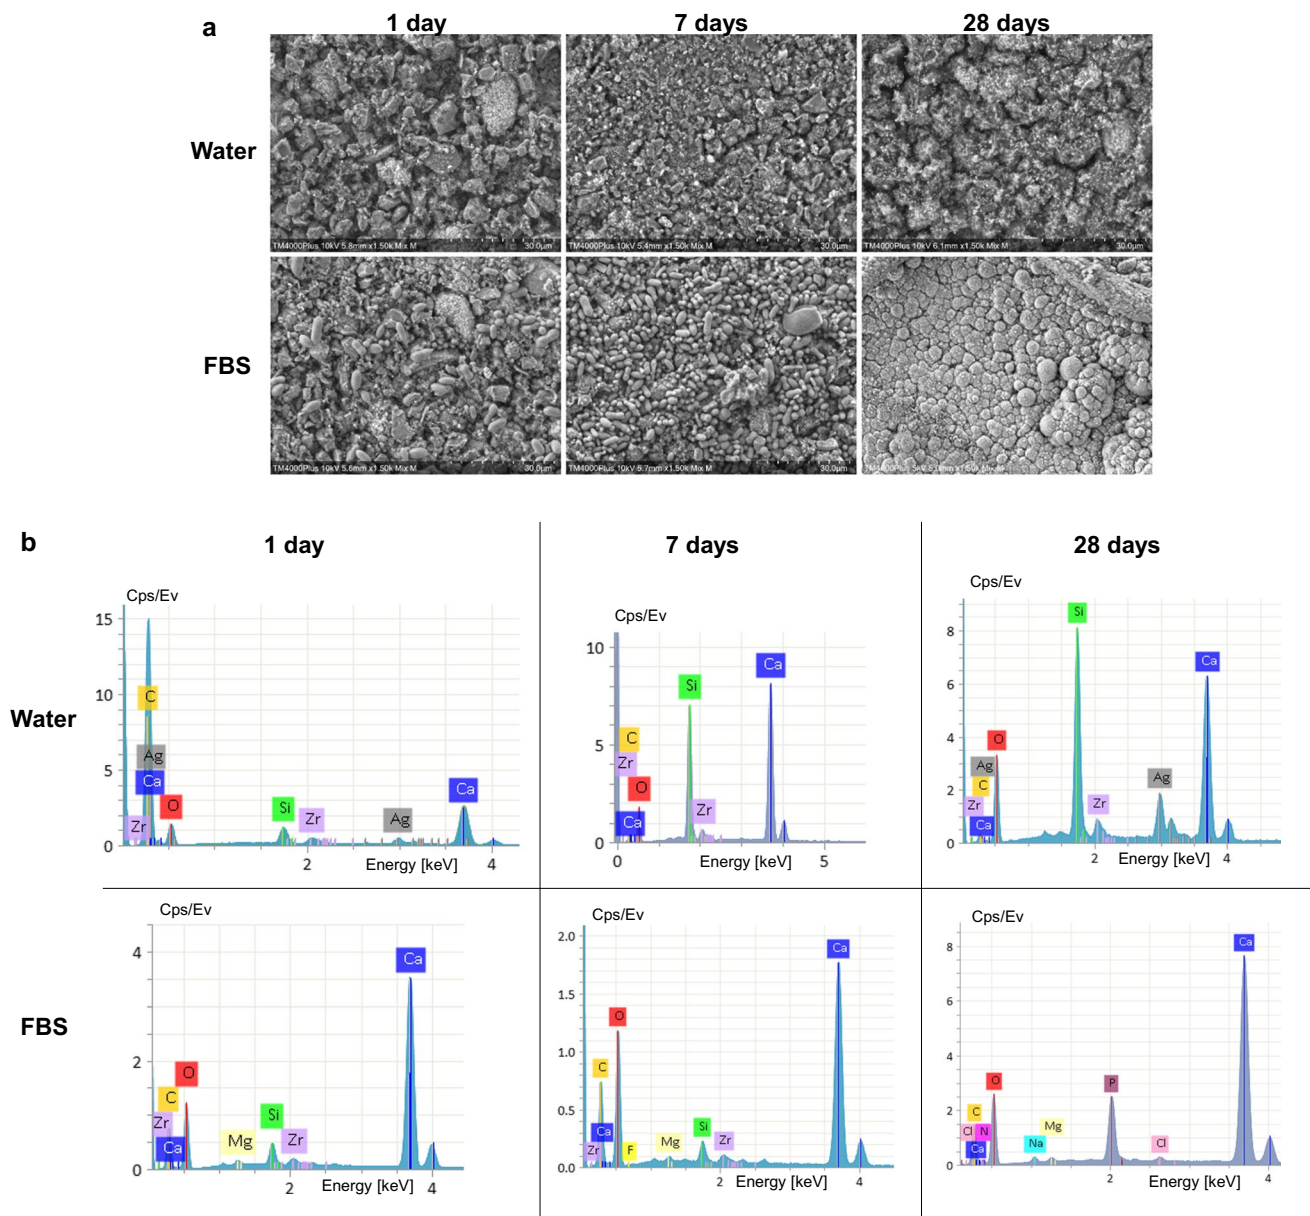 a
1 day
7 days
28 days
Water
TM4000Plus 10kV 5.8mm x1.50k Mix M 30.0µm
TM4000Plus 10kV 5.4mm x1.50k Mix M 30.0µm
TM4000Plus 10kV 6.1mm x1.50k Mix M 30.0µm
FBS
TM4000Plus 10kV 5.6mm x1.50k Mix M 30.0µm
TM4000Plus 10kV 5.7mm x1.50k Mix M 30.0µm
TM4000Plus 5kV x1.50k Mix M 30.0µm
b
1 day
7 days
28 days
Water
Cps/Ev
15
10
5
0
C
Ag
Ca
Zr
O
Si
Zr
Ag
Ca
2
4
Energy [keV]
Cps/Ev
10
5
0
C
Zr
O
Ca
Si
Zr
Ca
0
5
Energy [keV]
Cps/Ev
8
6
4
2
0
O
Ag
C
Zr
Ca
Si
Zr
Ag
Ca
2
4
Energy [keV]
FBS
Cps/Ev
4
2
0
O
C
Zr
Ca
Mg
Si
Zr
Ca
2
4
Energy [keV]
Cps/Ev
2.0
1.5
1.0
0.5
0.0
O
C
Ca
Zr
F
Mg
Si
Zr
Ca
2
4
Energy [keV]
Cps/Ev
8
6
4
2
0
O
C
Cl
N
Ca
Na
Mg
P
Cl
Ca
2
4
Energy [keV]